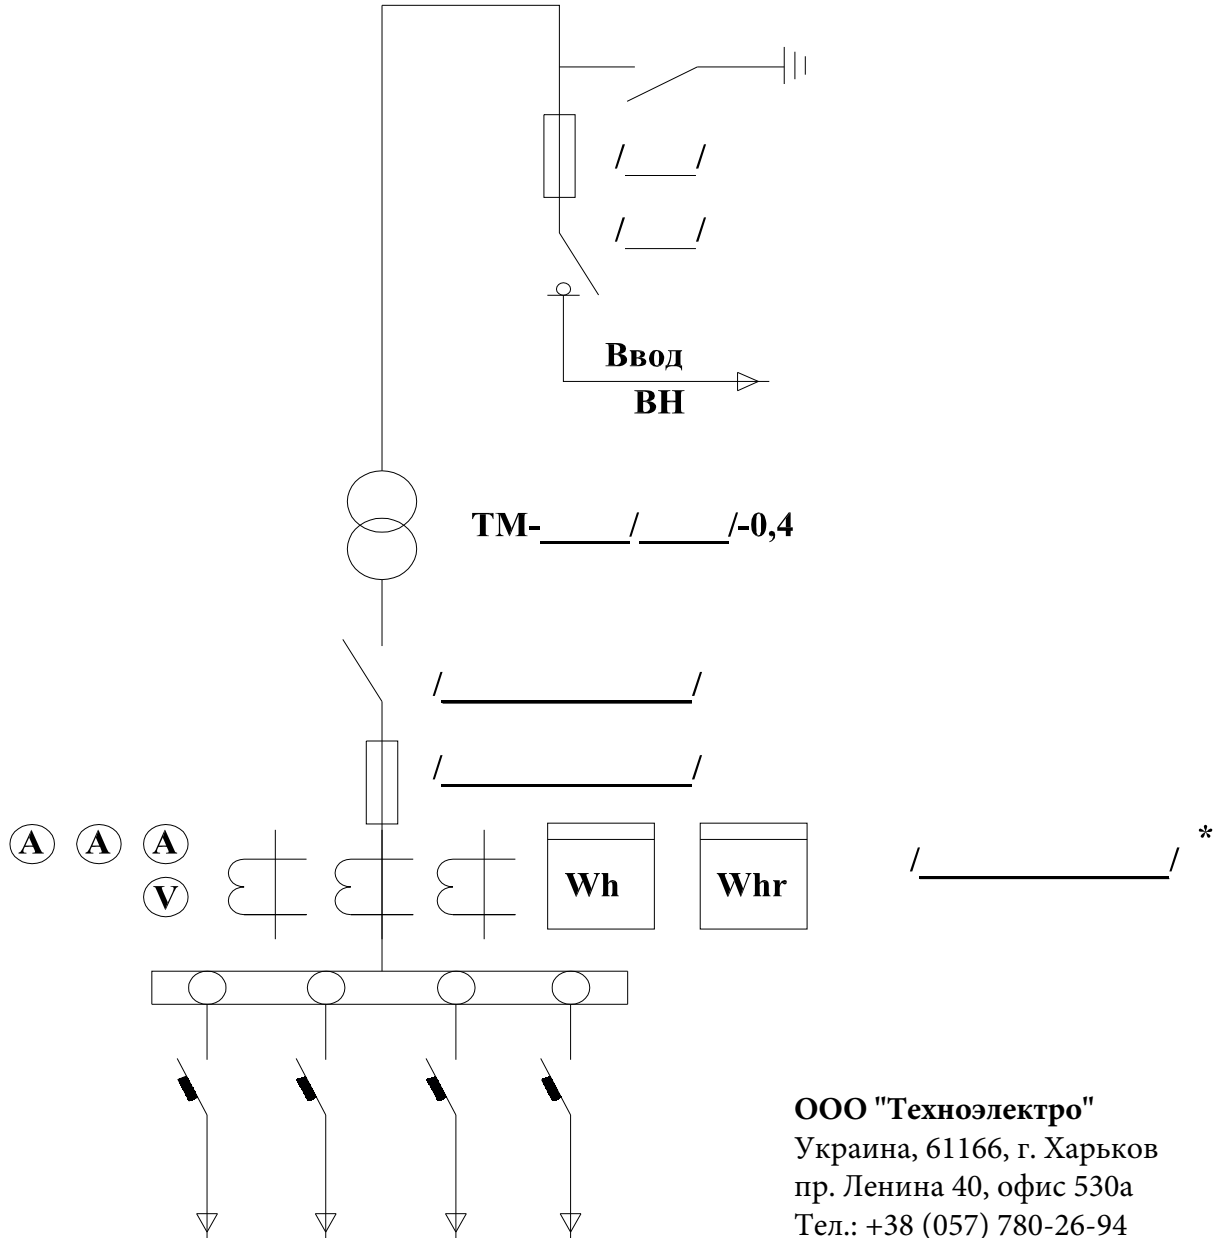 /____/
/____/
Ввод
ВН
ТМ-_____/_____/-0,4
/______________/
/______________/
A A A
V
Wh Whr /______________/ *
ООО "Техноэлектро"
Украина, 61166, г. Харьков
пр. Ленина 40, офис 530а
Тел.: +38 (057) 780-26-94